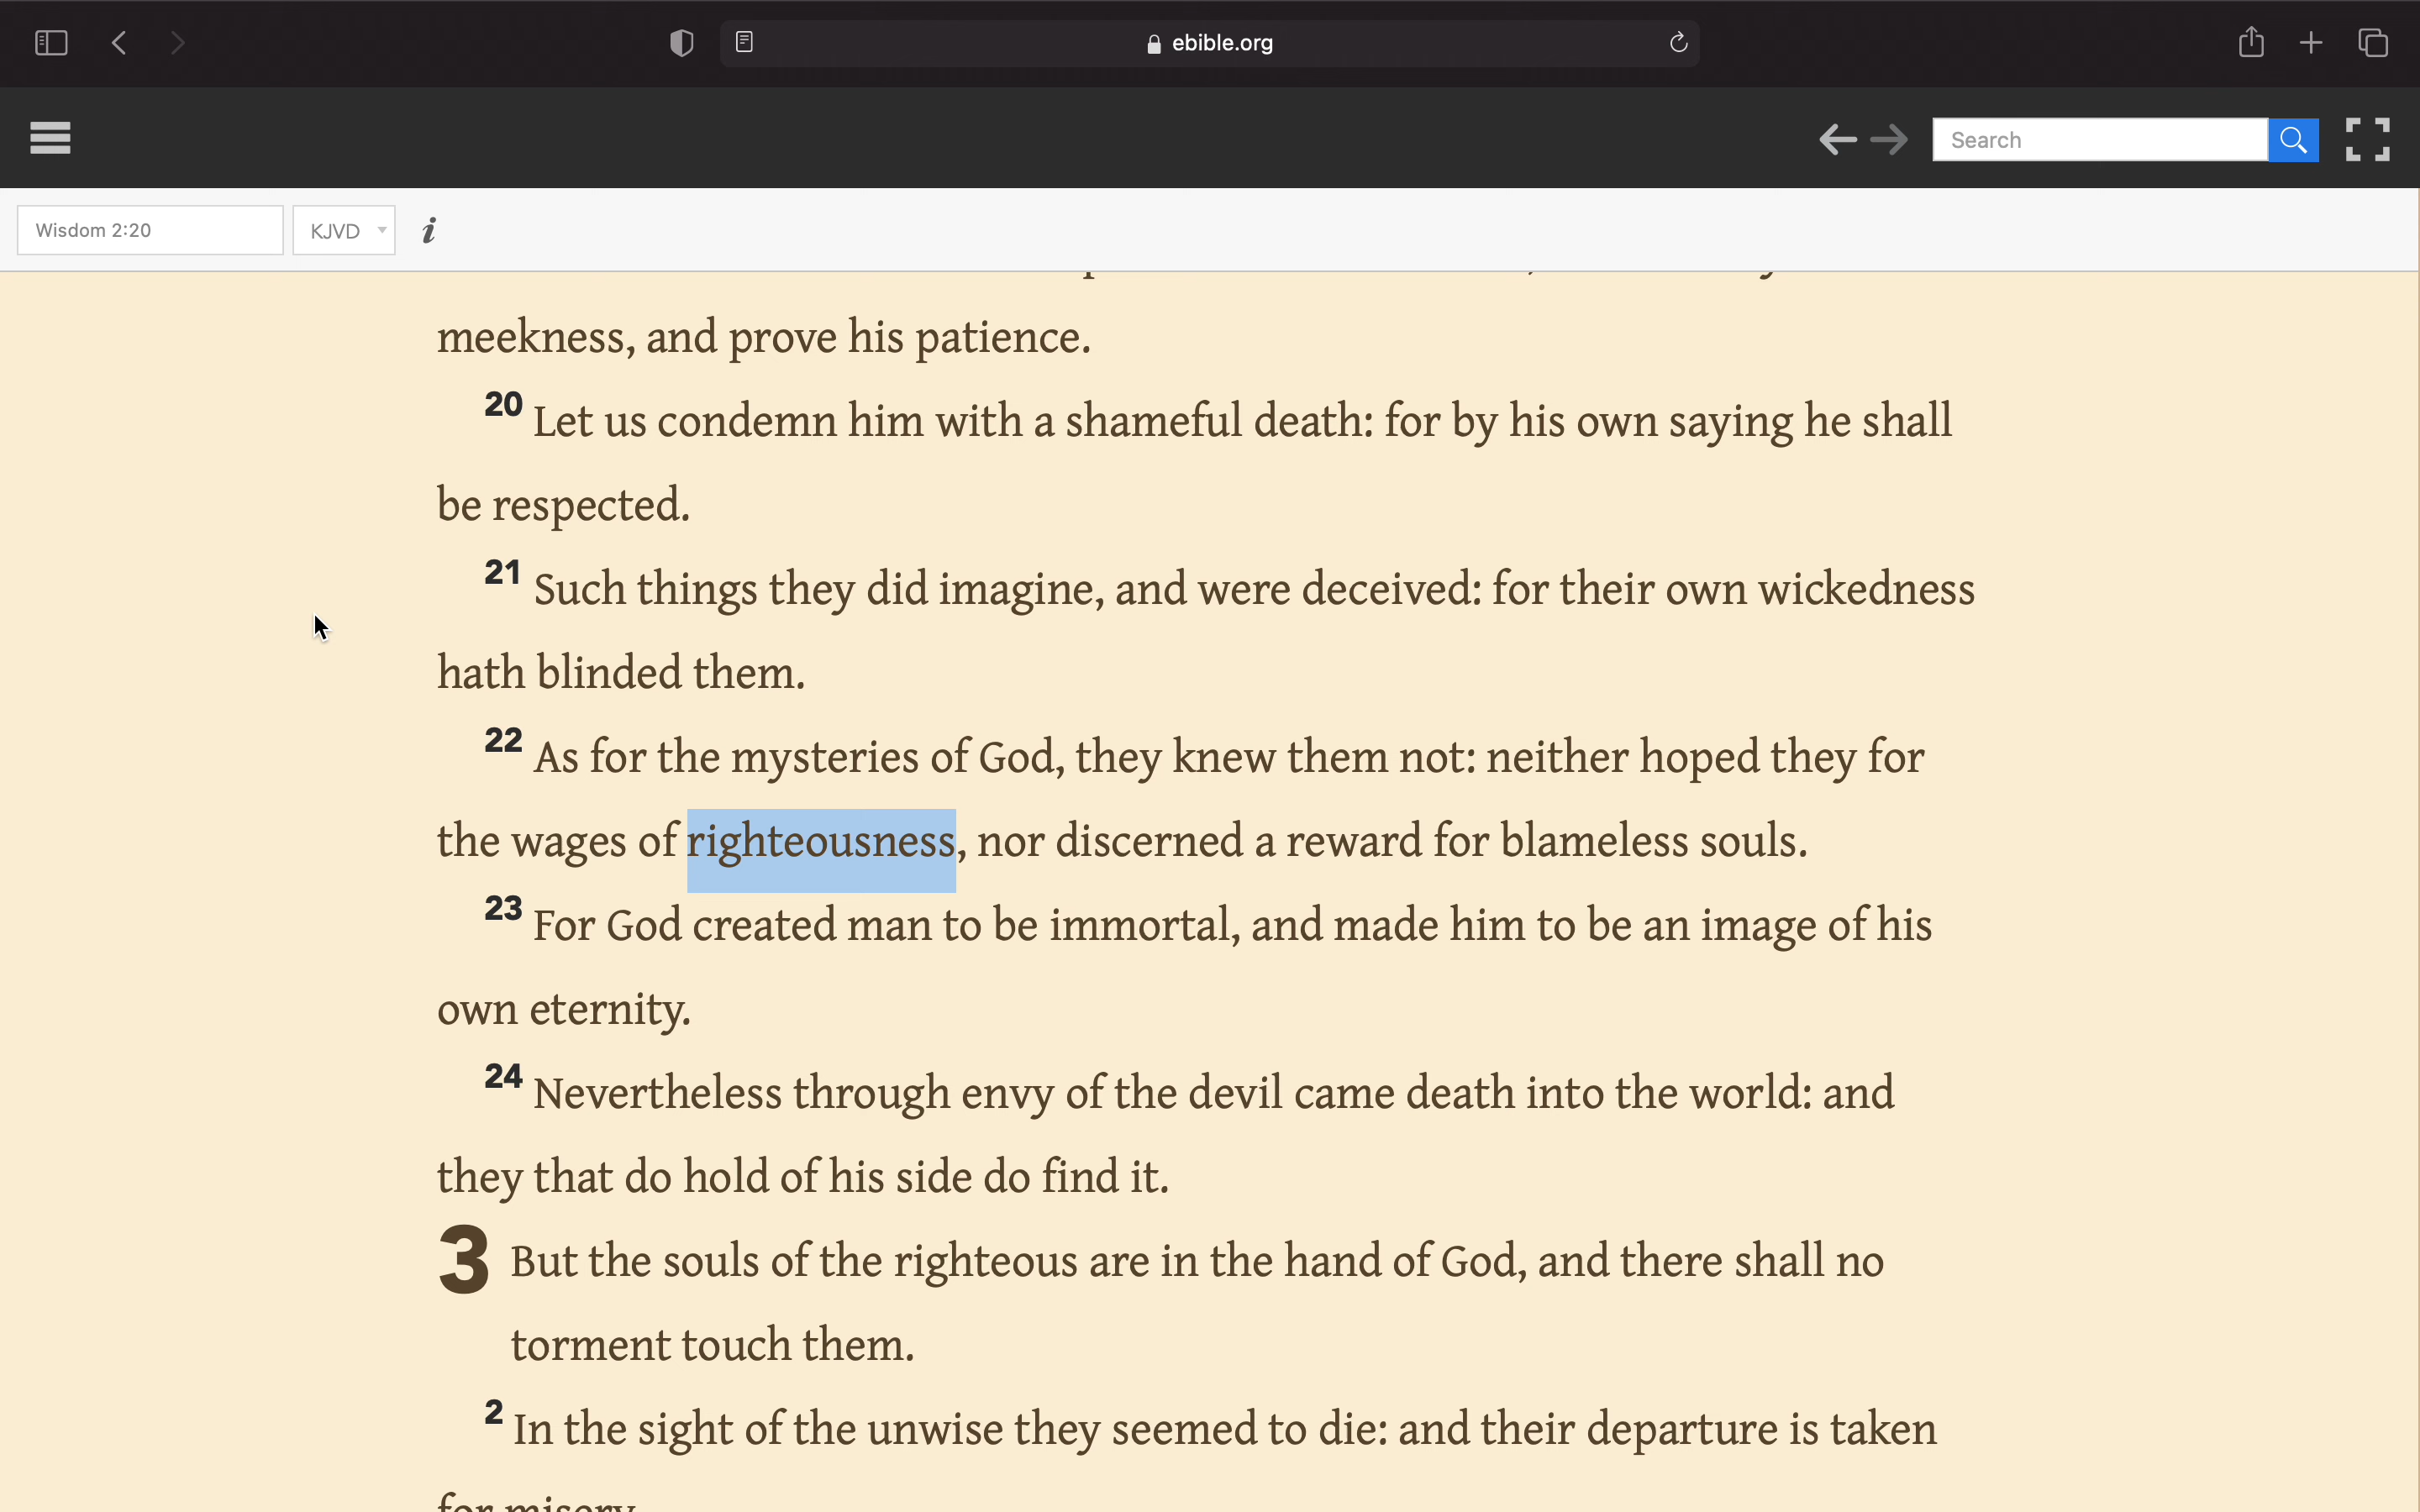 ebible.org
Search
Wisdom 2:20
KJVD
i
meekness, and prove his patience.
20 Let us condemn him with a shameful death: for by his own saying he shall
be respected.
21 Such things they did imagine, and were deceived: for their own wickedness
hath blinded them.
22 As for the mysteries of God, they knew them not: neither hoped they for
the wages of righteousness, nor discerned a reward for blameless souls.
23 For God created man to be immortal, and made him to be an image of his
own eternity.
24 Nevertheless through envy of the devil came death into the world: and
they that do hold of his side do find it.
3 But the souls of the righteous are in the hand of God, and there shall no
torment touch them.
2 In the sight of the unwise they seemed to die: and their departure is taken
for misery